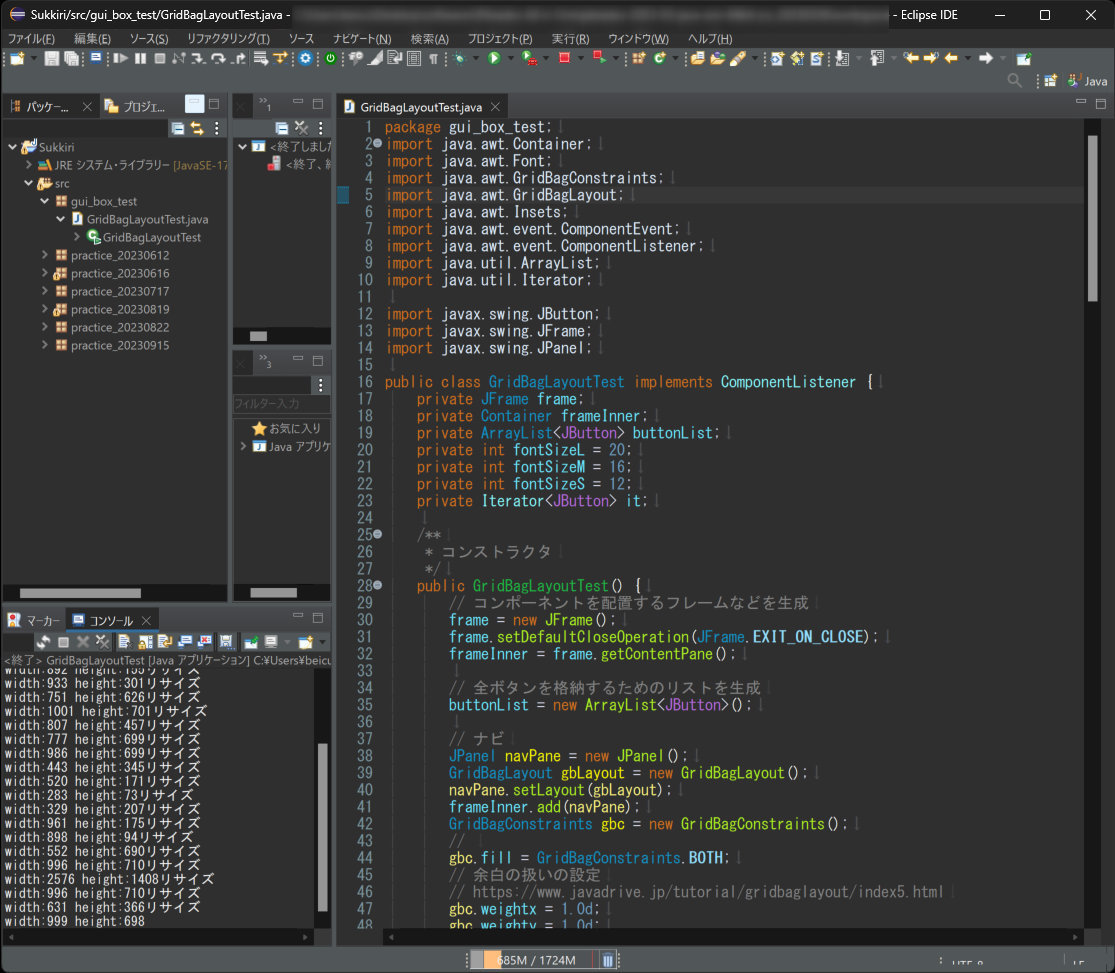 Sukkiri/src/gui_box_test/GridBagLayoutTest.java -
- Eclipse IDE
ファイル(F) 編集(E) ソース(S) リファクタリング(T) ソース ナビゲート(N) 検索(A) プロジェクト(P) 実行(R) ウィンドウ(W) ヘルプ(H)
Java
パッケ... プロジェ...
Sukkiri
JRE システム・ライブラリー [JavaSE-17
src
gui_box_test
GridBagLayoutTest.java
GridBagLayoutTest
practice_20230612
practice_20230616
practice_20230717
practice_20230819
practice_20230822
practice_20230915
1
<終了しました
<終了、
3
フィルター入力
お気に入り
Java アプリケ
マーカー コンソール
<終了> GridBagLayoutTest [Java アプリケーション] C:¥Users¥beicu
width:892 height:155リサイズ
width:933 height:301リサイズ
width:751 height:626リサイズ
width:1001 height:701リサイズ
width:807 height:457リサイズ
width:777 height:699リサイズ
width:986 height:699リサイズ
width:443 height:345リサイズ
width:520 height:171リサイズ
width:283 height:73リサイズ
width:329 height:207リサイズ
width:961 height:175リサイズ
width:898 height:94リサイズ
width:552 height:690リサイズ
width:996 height:710リサイズ
width:2576 height:1408リサイズ
width:996 height:710リサイズ
width:631 height:366リサイズ
width:999 height:698
GridBagLayoutTest.java
1 package gui_box_test;
2 import java.awt.Container;
3 import java.awt.Font;
4 import java.awt.GridBagConstraints;
5 import java.awt.GridBagLayout;
6 import java.awt.Insets;
7 import java.awt.event.ComponentEvent;
8 import java.awt.event.ComponentListener;
9 import java.util.ArrayList;
10 import java.util.Iterator;
11
12 import javax.swing.JButton;
13 import javax.swing.JFrame;
14 import javax.swing.JPanel;
15
16 public class GridBagLayoutTest implements ComponentListener {
17 private JFrame frame;
18 private Container frameInner;
19 private ArrayList<JButton> buttonList;
20 private int fontSizeL = 20;
21 private int fontSizeM = 16;
22 private int fontSizeS = 12;
23 private Iterator<JButton> it;
24
25 /**
26 * コンストラクタ
27 */
28 public GridBagLayoutTest() {
29 // コンポーネントを配置するフレームなどを生成
30 frame = new JFrame();
31 frame.setDefaultCloseOperation(JFrame.EXIT_ON_CLOSE);
32 frameInner = frame.getContentPane();
33
34 // 全ボタンを格納するためのリストを生成
35 buttonList = new ArrayList<JButton>();
36
37 // ナビ
38 JPanel navPane = new JPanel();
39 GridBagLayout gbLayout = new GridBagLayout();
40 navPane.setLayout(gbLayout);
41 frameInner.add(navPane);
42 GridBagConstraints gbc = new GridBagConstraints();
43 //
44 gbc.fill = GridBagConstraints.BOTH;
45 // 余白の扱いの設定
46 // https://www.javadrive.jp/tutorial/gridbaglayout/index5.html
47 gbc.weightx = 1.0d;
48 gbc.weighty = 1.0d;
685M / 1724M